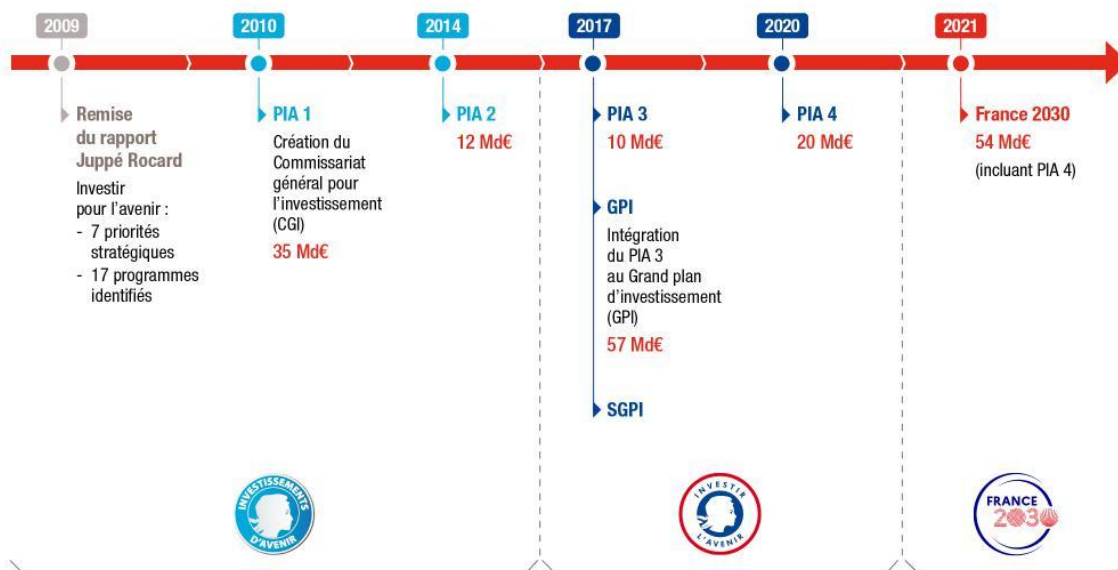 2009
Remise
du rapport
Juppé Rocard
Investir
pour l’avenir :
- 7 priorités
stratégiques
- 17 programmes
identifiés
2010
PIA 1
Création du
Commissariat
général pour
l’investissement
(CGI)
35 Md€
2014
PIA 2
12 Md€
2017
PIA 3
10 Md€
GPI
Intégration
du PIA 3
au Grand plan
d’investissement
(GPI)
57 Md€
SGPI
2020
PIA 4
20 Md€
2021
France 2030
54 Md€
(incluant PIA 4)
INVESTISSEMENTS
D’AVENIR
INVESTIR
L’AVENIR
FRANCE
2030